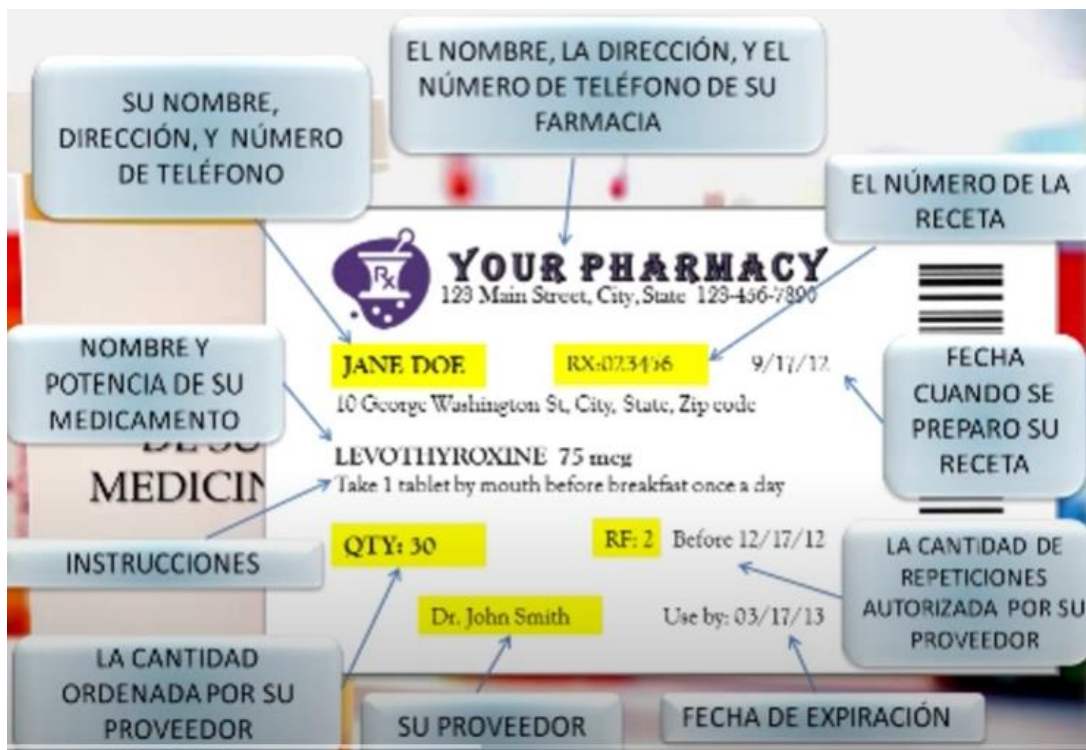 EL NOMBRE, LA DIRECCIÓN, Y EL
NÚMERO DE TELÉFONO DE SU
FARMACIA
SU NOMBRE,
DIRECCIÓN, Y NÚMERO
DE TELÉFONO
EL NÚMERO DE LA
RECETA
Rx
YOUR PHARMACY
123 Main Street, City, State 123-456-7890
NOMBRE Y
POTENCIA DE SU
MEDICAMENTO
JANE DOE
RX:023456
9/17/12
FECHA
CUANDO SE
PREPARO SU
RECETA
10 George Washington St, City, State, Zip code
DE SU
MEDICIN
LEVOTHYROXINE 75 mcg
Take 1 tablet by mouth before breakfast once a day
INSTRUCCIONES
QTY: 30
RF: 2 Before 12/17/12
LA CANTIDAD DE
REPETICIONES
AUTORIZADA POR SU
PROVEEDOR
Dr. John Smith
Use by: 03/17/13
LA CANTIDAD
ORDENADA POR SU
PROVEEDOR
SU PROVEEDOR
FECHA DE EXPIRACIÓN